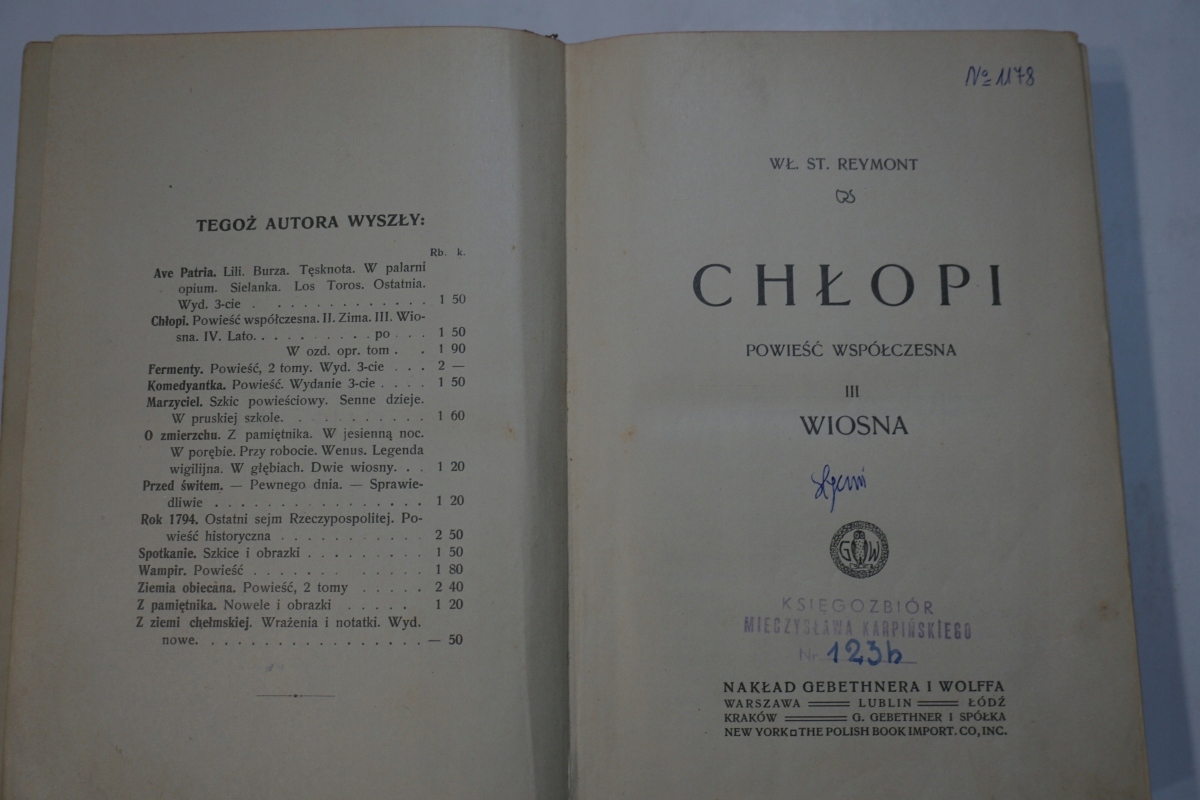 TEGOŻ AUTORA WYSZŁY:
Rb. k.
Ave Patria. Lili. Burza. Tęsknota. W palarni
opium. Sielanka. Los Toros. Ostatnia.
Wyd. 3-cie . . . . . . . . . . . . . 1 50
Chłopi. Powieść współczesna. II. Zima. III. Wio-
sna. IV. Lato. . . . . . . . . . po . . . 1 50
W ozd. opr. tom . . 1 90
Fermenty. Powieść, 2 tomy. Wyd. 3-cie . . . 2 —
Komedyantka. Powieść. Wydanie 3-cie . . . . 1 50
Marzyciel. Szkic powieściowy. Senne dzieje.
W pruskiej szkole. . . . . . . . . . . 1 60
O zmierzchu. Z pamiętnika. W jesienną noc.
W porębie. Przy robocie. Wenus. Legenda
wigilijna. W głębiach. Dwie wiosny. . . 1 20
Przed świtem. — Pewnego dnia. — Sprawie-
dliwie . . . . . . . . . . . . . . . . 1 20
Rok 1794. Ostatni sejm Rzeczypospolitej. Po-
wieść historyczna . . . . . . . . . . . 2 50
Spotkanie. Szkice i obrazki . . . . . . . . . 1 50
Wampir. Powieść . . . . . . . . . . . . 1 80
Ziemia obiecana. Powieść, 2 tomy . . . . . 2 40
Z pamiętnika. Nowele i obrazki . . . . . 1 20
Z ziemi chełmskiej. Wrażenia i notatki. Wyd.
nowe. . . . . . . . . . . . . . . . . — 50
№ 1178
WŁ. ST. REYMONT
CHŁOPI
POWIEŚĆ WSPÓŁCZESNA
III
WIOSNA
G W
KSIĘGOZBIÓR
MIECZYSŁAWA KARPIŃSKIEGO
Nr 123b
NAKŁAD GEBETHNERA I WOLFFA
WARSZAWA LUBLIN ŁÓDŹ
KRAKÓW G. GEBETHNER I SPÓŁKA
NEW YORK THE POLISH BOOK IMPORT. CO, INC.